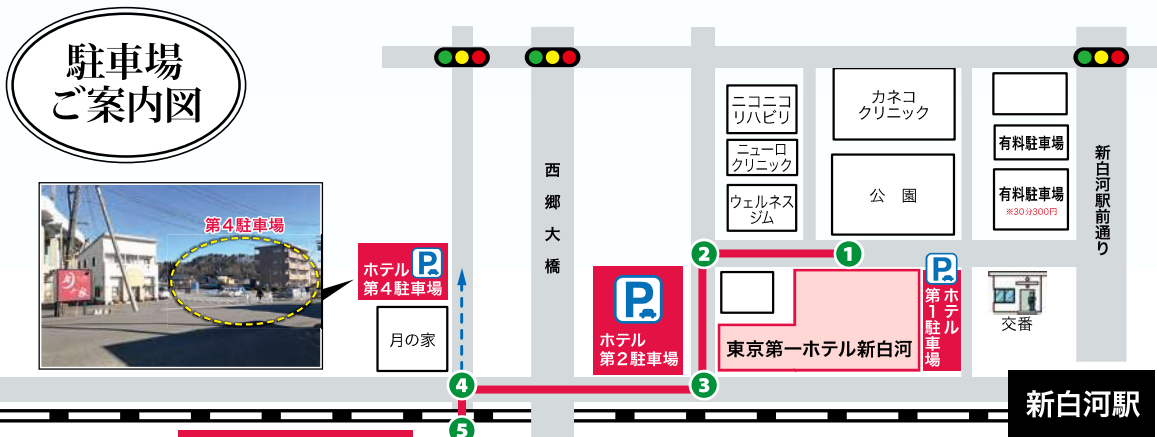 駐車場
ご案内図
第4駐車場
ホテル P
第4駐車場
月の家
西郷大橋
ニコニコ
リハビリ
ニューロ
クリニック
ウェルネス
ジム
カネコ
クリニック
公園
有料駐車場
有料駐車場
※30分300円
新白河駅前通り
1
2
3
4
5
P
ホテル
第2駐車場
東京第一ホテル新白河
P
ホテル
第1駐車場
交番
新白河駅